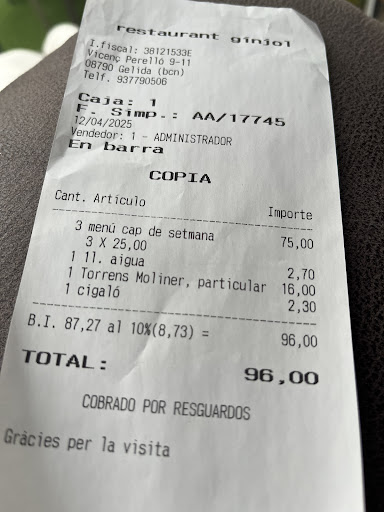 restaurant ginjol
I.fiscal: 38121533E
Vicenç Perelló 9-11
08790 Gelida (bcn)
Telf. 937790506
Caja: 1
F. Simp.: AA/17745
12/04/2025
Vendedor: 1 - ADMINISTRADOR
En barra
COPIA
Cant. Artículo Importe
3 menú cap de setmana 75,00
3 X 25,00
1 1l. aigua 2,70
1 Torrens Moliner, particular 16,00
1 cigaló 2,30
B.I. 87,27 al 10%(8,73) = 96,00
TOTAL: 96,00
COBRADO POR RESGUARDOS
Gràcies per la visita